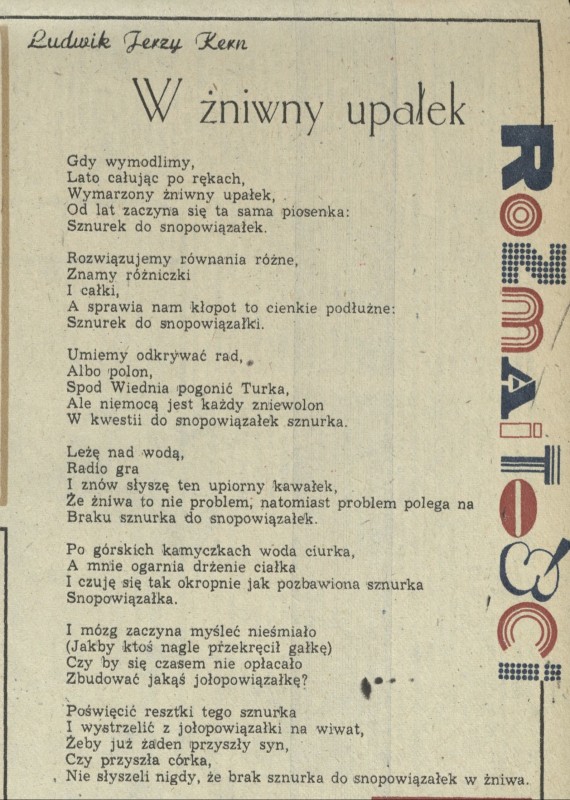 Ludwik Jerzy Kern
W żniwny upałek
Gdy wymodlimy,
Lato całując po rękach,
Wymarzony żniwny upałek,
Od lat zaczyna się ta sama piosenka:
Sznurek do snopowiązałek.
Rozwiązujemy równania różne,
Znamy różniczki
I całki,
A sprawia nam kłopot to cienkie podłużne:
Sznurek do snopowiązałki.
Umiemy odkrywać rad,
Albo polon,
Spod Wiednia pogonić Turka,
Ale niemocą jest każdy zniewolon
W kwestii do snopowiązałek sznurka.
Leżę nad wodą,
Radio gra
I znów słyszę ten upiorny kawałek,
Że żniwa to nie problem, natomiast problem polega na
Braku sznurka do snopowiązałek.
Po górskich kamyczkach woda ciurka,
A mnie ogarnia drżenie ciałka
I czuję się tak okropnie jak pozbawiona sznurka
Snopowiązałka.
I mózg zaczyna myśleć nieśmiało
(Jakby ktoś nagle przekręcił gałkę)
Czy by się czasem nie opłacało
Zbudować jakąś jołopowiązałkę?
Poświęcić resztki tego sznurka
I wystrzelić z jołopowiązałki na wiwat,
Żeby już żaden przyszły syn,
Czy przyszła córka,
Nie słyszeli nigdy, że brak sznurka do snopowiązałek w żniwa.
ROZMAiTOŚCi